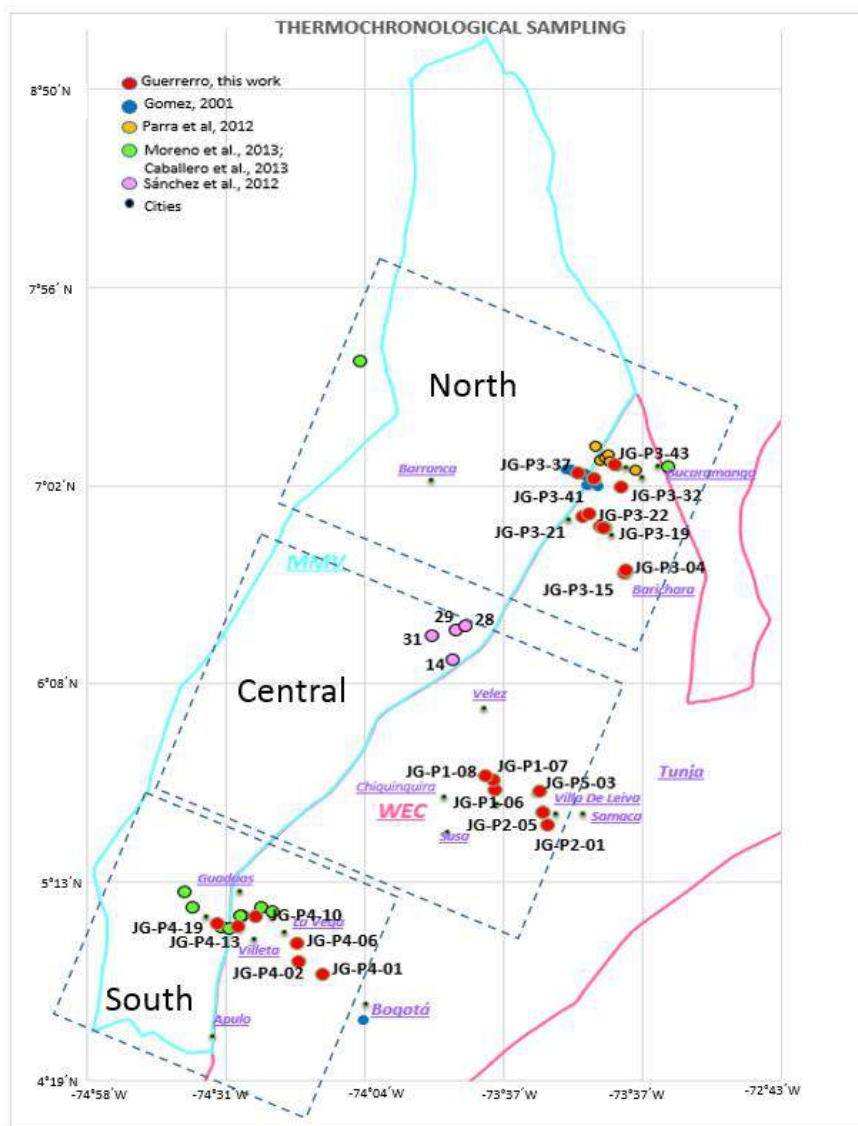 THERMOCHRONOLOGICAL SAMPLING
8°50´N
Guerrerro, this work
Gomez, 2001
Parra et al, 2012
Moreno et al., 2013;
Caballero et al., 2013
Sánchez et al., 2012
Cities
7°56´ N
North
JG-P3-43
Barranca
JG-P3-37
Bucaramanga
7°02´N
JG-P3-41
JG-P3-32
JG-P3-22
JG-P3-21
JG-P3-19
MMV
JG-P3-04
JG-P3-15
Barichara
29
28
31
14
6°08´N
Central
Velez
JG-P1-07
JG-P1-08
Tunja
JG-P5-03
Chiquinquira
JG-P1-06
Villa De Leiva
WEC
JG-P2-05
Samaca
Susa
JG-P2-01
5°13´N
Guaduas
JG-P4-10
JG-P4-19
La Vega
JG-P4-13
JG-P4-06
Villeta
JG-P4-02
JG-P4-01
South
Bogotá
Apulo
4°19´N
-74°58´W
-74°31´W
-74°04´W
-73°37´W
-73°37´W
-72°43´W